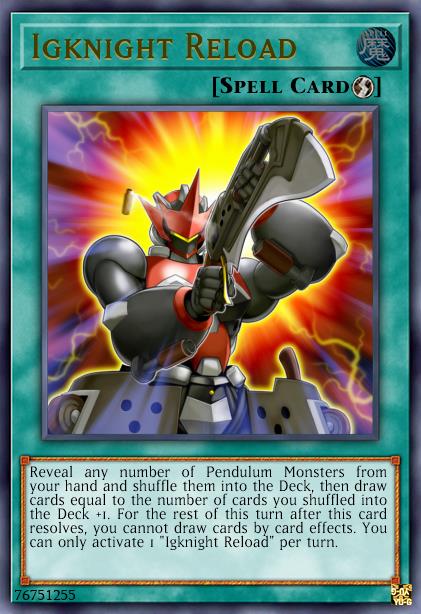 Igknight Reload
魔
[Spell Card]
Reveal any number of Pendulum Monsters from
your hand and shuffle them into the Deck, then draw
cards equal to the number of cards you shuffled into
the Deck +1. For the rest of this turn after this card
resolves, you cannot draw cards by card effects. You
can only activate 1 "Igknight Reload" per turn.
76751255